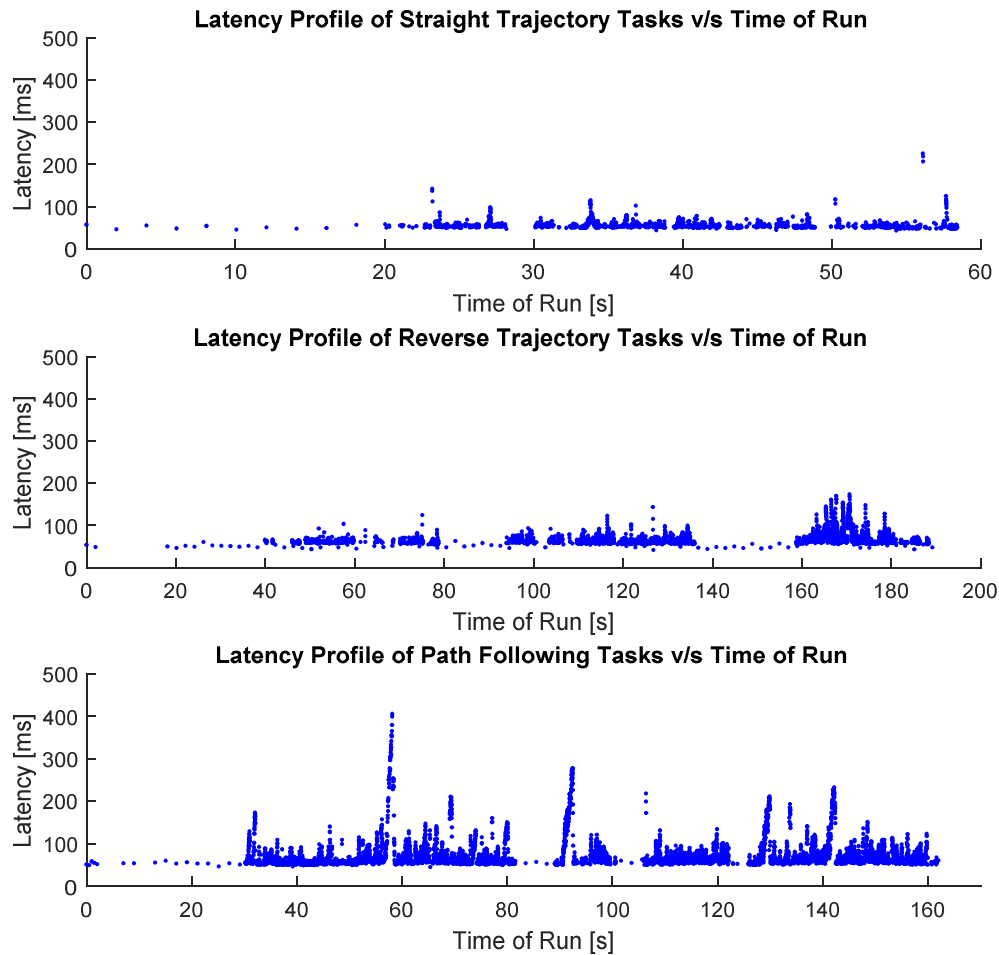 Latency Profile of Straight Trajectory Tasks v/s Time of Run
500
400
300
200
100
0
Latency [ms]
0 10 20 30 40 50 60
Time of Run [s]
Latency Profile of Reverse Trajectory Tasks v/s Time of Run
500
400
300
200
100
0
Latency [ms]
0 20 40 60 80 100 120 140 160 180 200
Time of Run [s]
Latency Profile of Path Following Tasks v/s Time of Run
500
400
300
200
100
0
Latency [ms]
0 20 40 60 80 100 120 140 160
Time of Run [s]